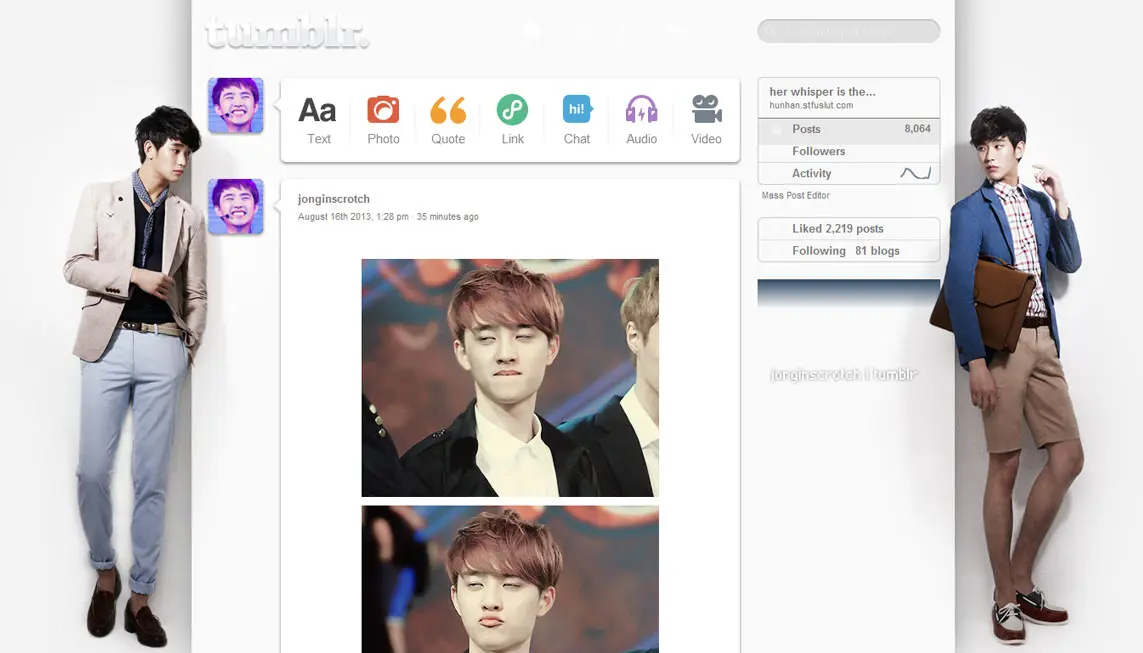 tumblr.
Aa
hi!
Text Photo Quote Link Chat Audio Video
her whisper is the...
hunhan.stfuslut.com
Posts 8,064
Followers
Activity
Mass Post Editor
Liked 2,219 posts
Following 81 blogs
jonginscrotch
August 16th 2013, 1:28 pm · 35 minutes ago
jonginscrotch | tumblr